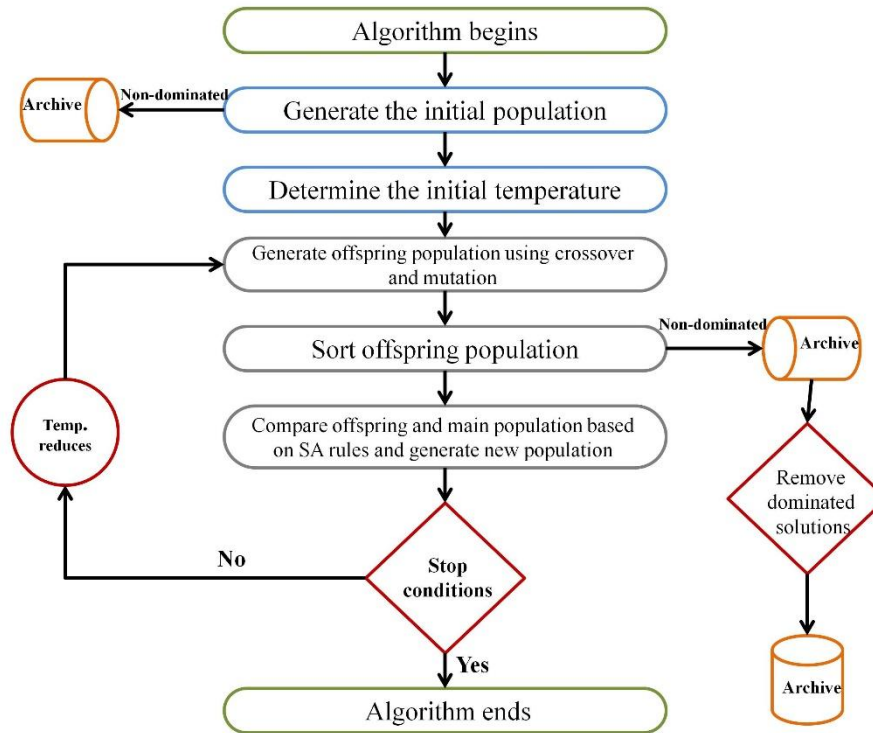 Algorithm begins
Non-dominated
Archive
Generate the initial population
Determine the initial temperature
Generate offspring population using crossover
and mutation
Non-dominated
Sort offspring population
Archive
Compare offspring and main population based
on SA rules and generate new population
Temp.
reduces
Remove
dominated
solutions
No
Stop
conditions
Yes
Archive
Algorithm ends